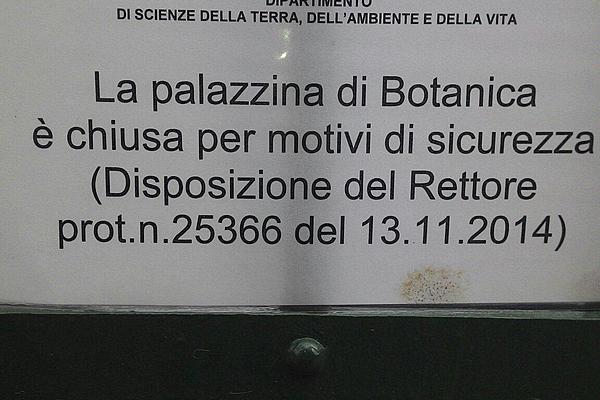 DIPARTIMENTO
DI SCIENZE DELLA TERRA, DELL'AMBIENTE E DELLA VITA
La palazzina di Botanica
è chiusa per motivi di sicurezza
(Disposizione del Rettore
prot.n.25366 del 13.11.2014)